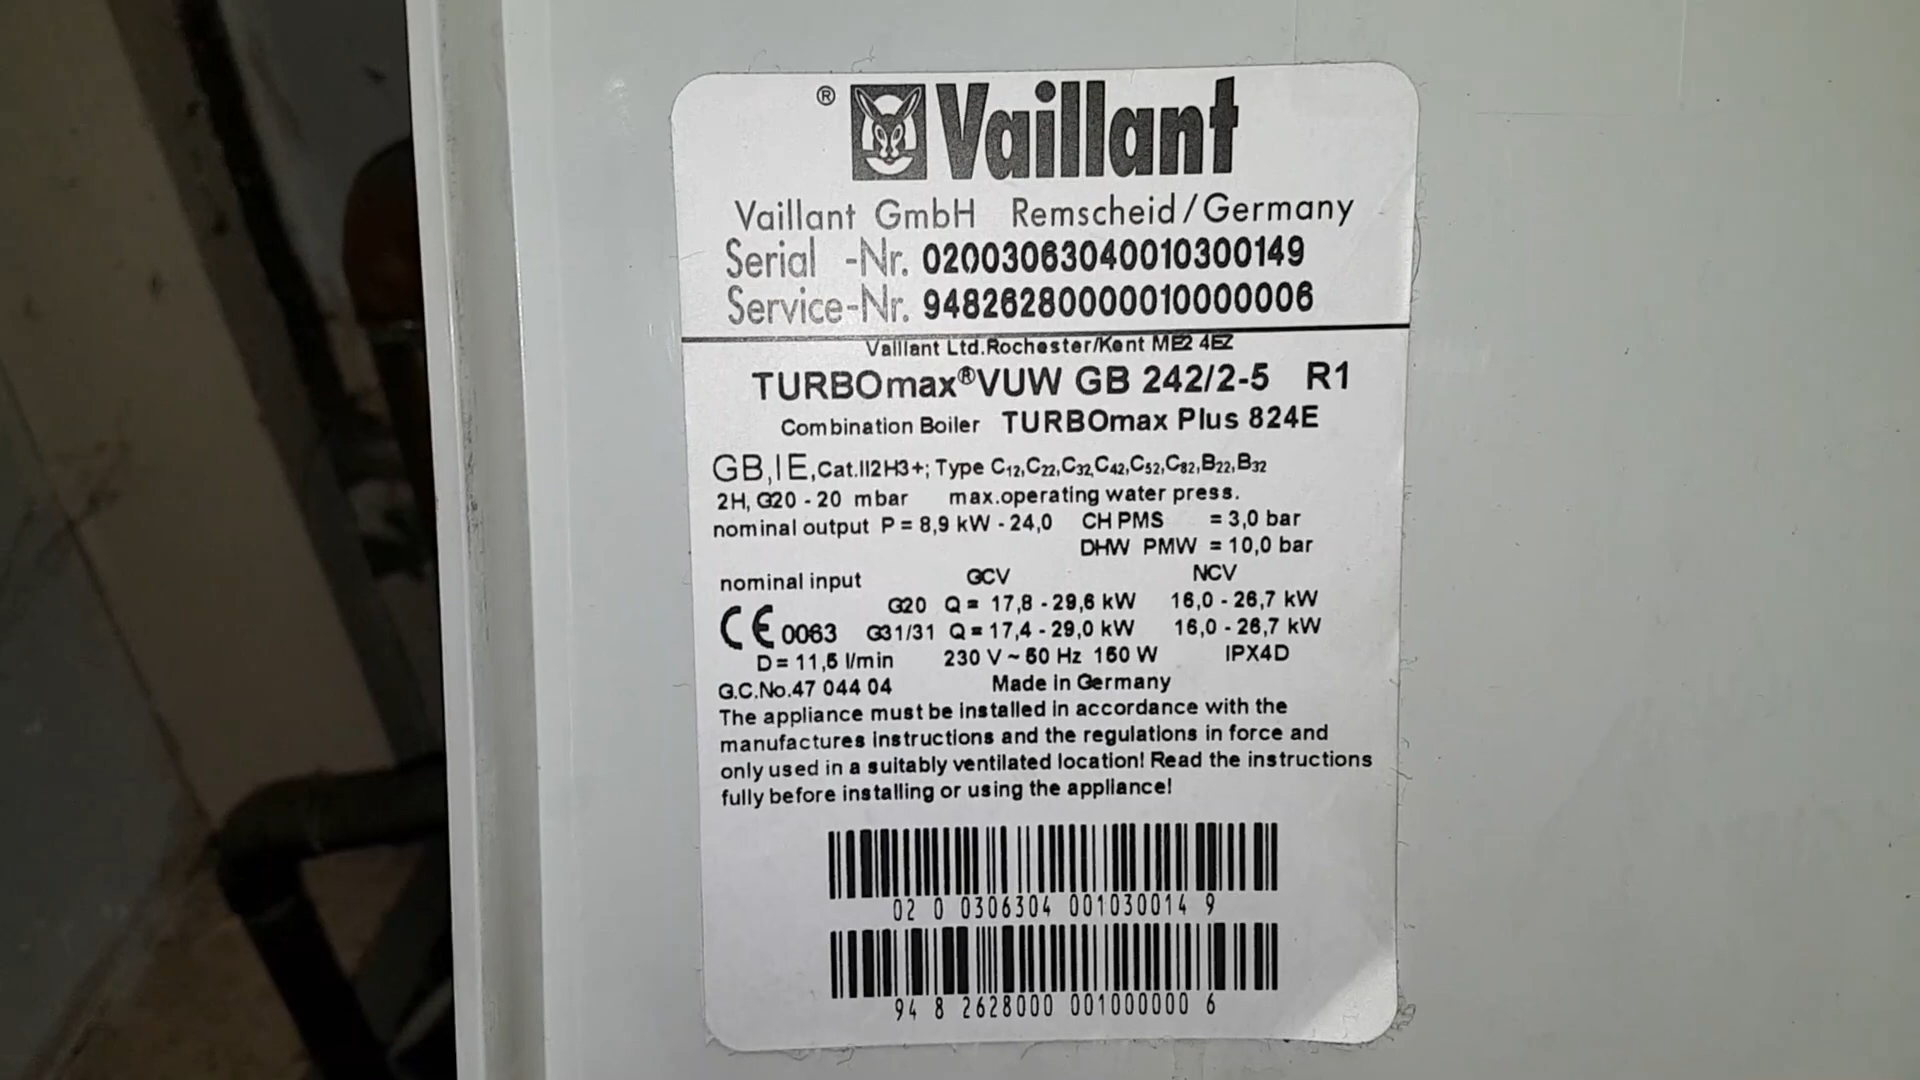 ® Vaillant
Vaillant GmbH Remscheid/Germany
Serial -Nr. 02003063040010300149
Service-Nr. 94826280000010000006
Vaillant Ltd.Rochester/Kent ME2 4EZ
TURBOmax®VUW GB 242/2-5 R1
Combination Boiler TURBOmax Plus 824E
GB,IE,Cat.II2H3+; Type C12,C22,C32,C42,C52,C82,B22,B32
2H, G20 - 20 mbar max.operating water press.
nominal output P = 8,9 kW - 24,0 CH PMS = 3,0 bar
DHW PMW = 10,0 bar
nominal input GCV NCV
G20 Q = 17,8 - 29,6 kW 16,0 - 26,7 kW
CE 0063 G31/31 Q = 17,4 - 29,0 kW 16,0 - 26,7 kW
D = 11,5 l/min 230 V ~ 50 Hz 150 W IPX4D
G.C.No.47 044 04 Made in Germany
The appliance must be installed in accordance with the
manufactures instructions and the regulations in force and
only used in a suitably ventilated location! Read the instructions
fully before installing or using the appliance!
02 0 0306304 001030014 9
94 8 2628000 001000000 6